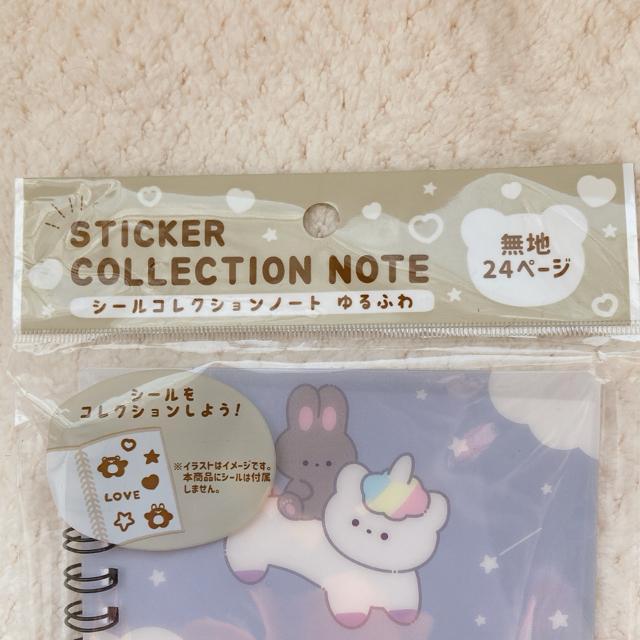 STICKER
COLLECTION NOTE
シールコレクションノート ゆるふわ
無地
24ページ
シールを
コレクションしよう!
※イラストはイメージです。
本商品にシールは付属
しません。
LOVE